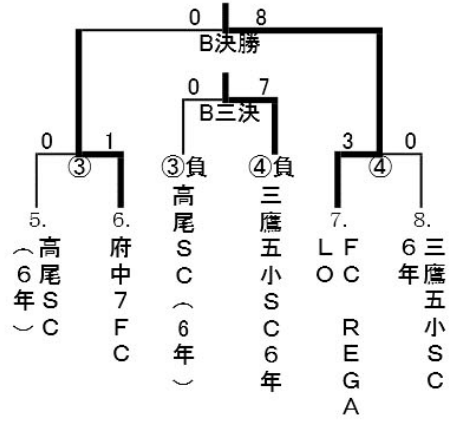 0 8
B決勝
0 7
B三決
0 1
③
③負
④負
3 0
④
5.
高尾SC
(6年)
6.
府中7FC
高尾SC(6年)
三鷹五小SC6年
7.
FC REGA
LO
8.
三鷹五小SC
6年